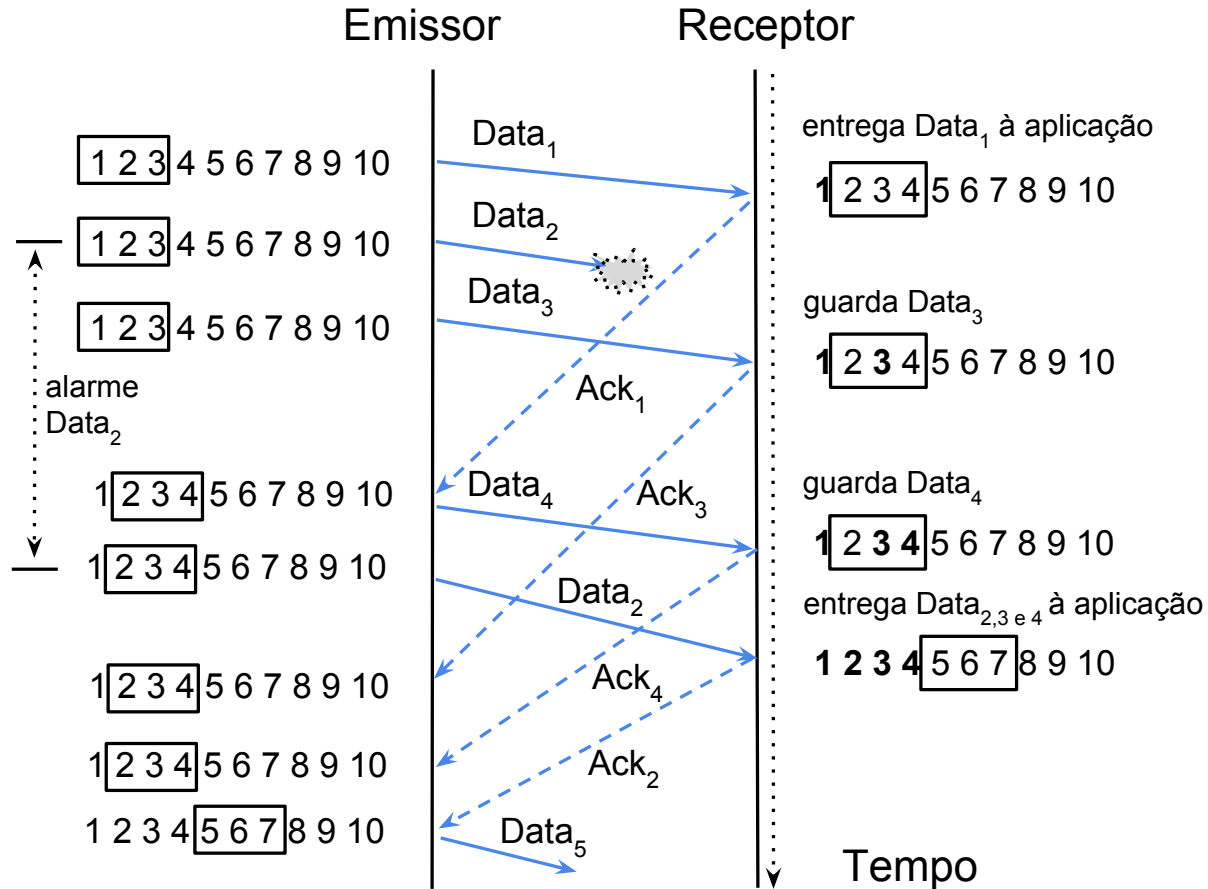 Emissor
Receptor
Data₁
entrega Data₁ à aplicação
1 2 3 4 5 6 7 8 9 10
1 2 3 4 5 6 7 8 9 10
Data₂
1 2 3 4 5 6 7 8 9 10
Data₃
guarda Data₃
1 2 3 4 5 6 7 8 9 10
1 2 3 4 5 6 7 8 9 10
alarme
Data₂
Ack₁
Data₄
Ack₃
guarda Data₄
1 2 3 4 5 6 7 8 9 10
1 2 3 4 5 6 7 8 9 10
1 2 3 4 5 6 7 8 9 10
Data₂
entrega Data₂,₃ ₑ ₄ à aplicação
1 2 3 4 5 6 7 8 9 10
1 2 3 4 5 6 7 8 9 10
Ack₄
1 2 3 4 5 6 7 8 9 10
Ack₂
1 2 3 4 5 6 7 8 9 10
Data₅
Tempo